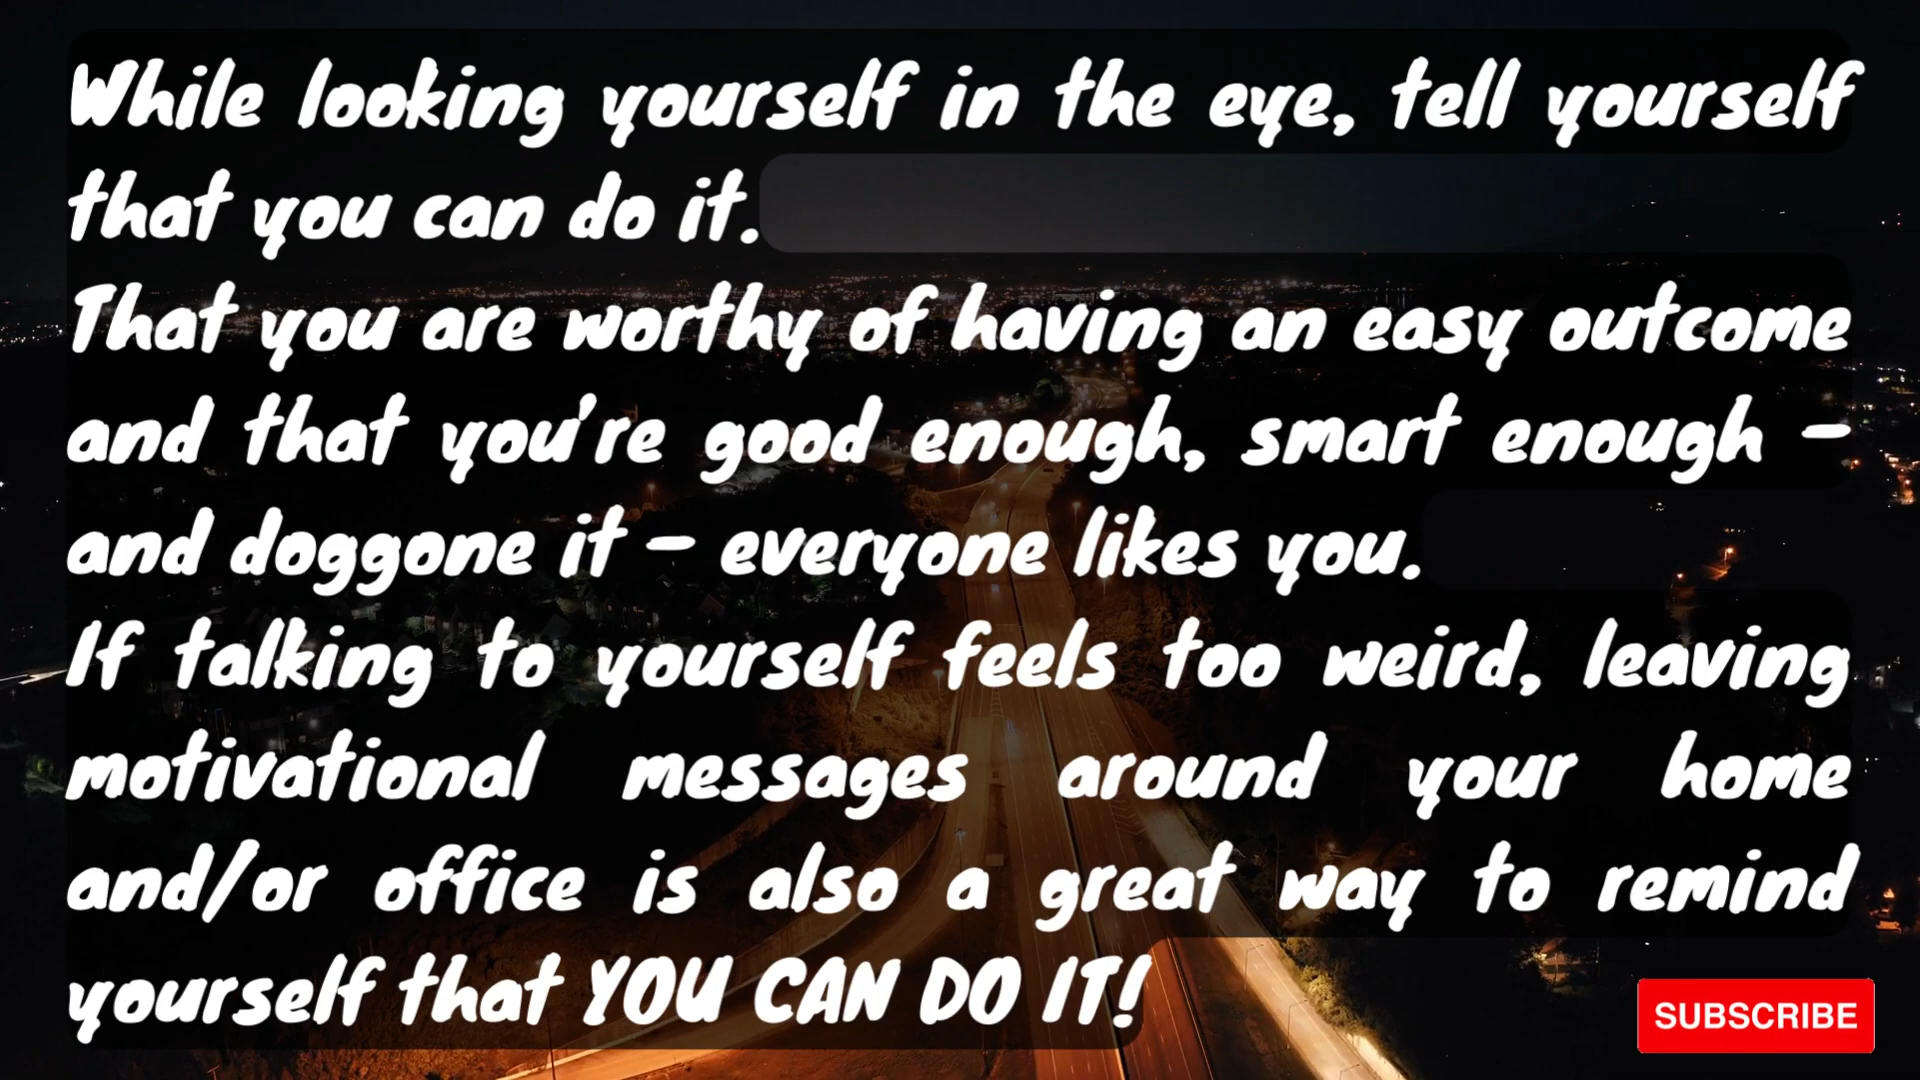 While looking yourself in the eye, tell yourself
that you can do it.
That you are worthy of having an easy outcome
and that you're good enough, smart enough –
and doggone it – everyone likes you.
If talking to yourself feels too weird, leaving
motivational messages around your home
and/or office is also a great way to remind
yourself that YOU CAN DO IT!
SUBSCRIBE